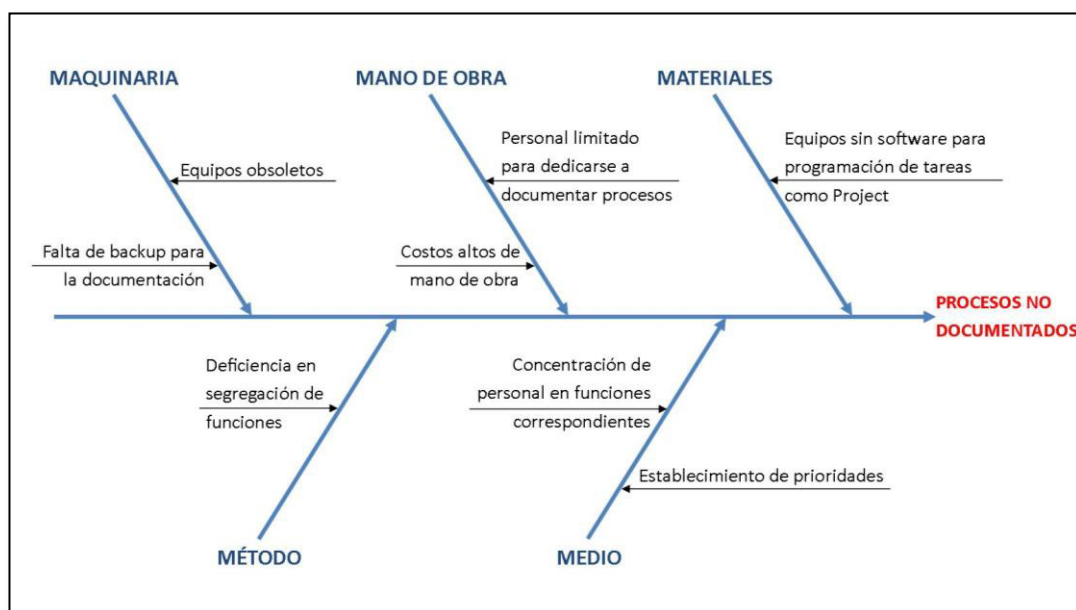 MAQUINARIA
MANO DE OBRA
MATERIALES
Equipos obsoletos
Falta de backup para
la documentación
Personal limitado
para dedicarse a
documentar procesos
Costos altos de
mano de obra
Equipos sin software para
programación de tareas
como Project
PROCESOS NO
DOCUMENTADOS
Deficiencia en
segregación de
funciones
Concentración de
personal en funciones
correspondientes
Establecimiento de prioridades
MÉTODO
MEDIO